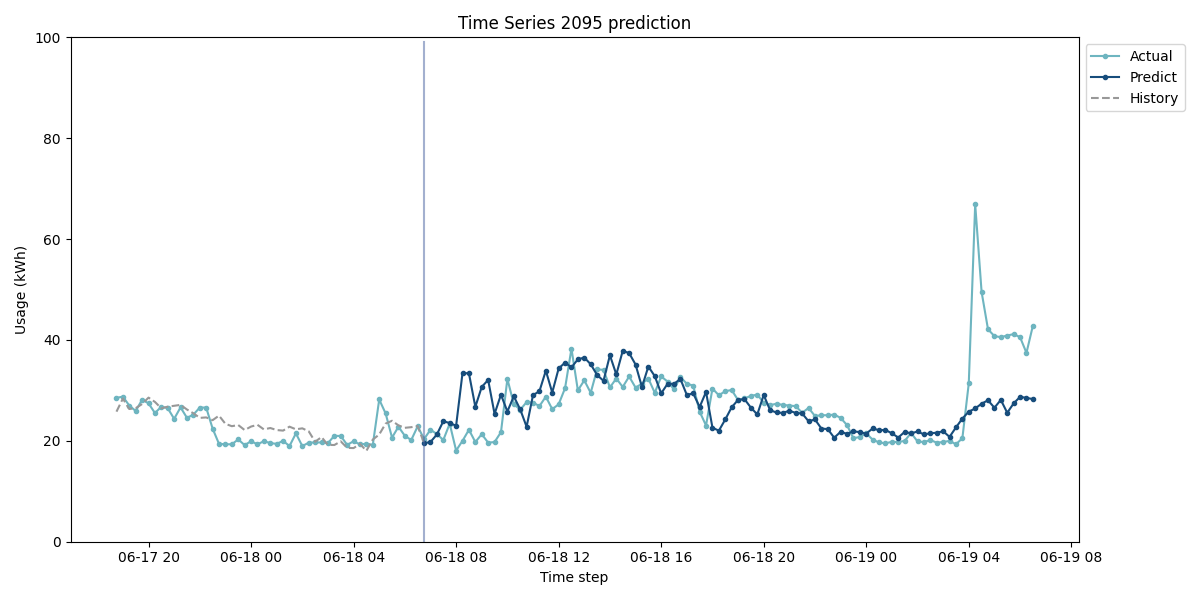 Time Series 2095 prediction
100
80
60
40
20
0
Usage (kWh)
06-17 20
06-18 00
06-18 04
06-18 08
06-18 12
06-18 16
06-18 20
06-19 00
06-19 04
06-19 08
Time step
Actual
Predict
History